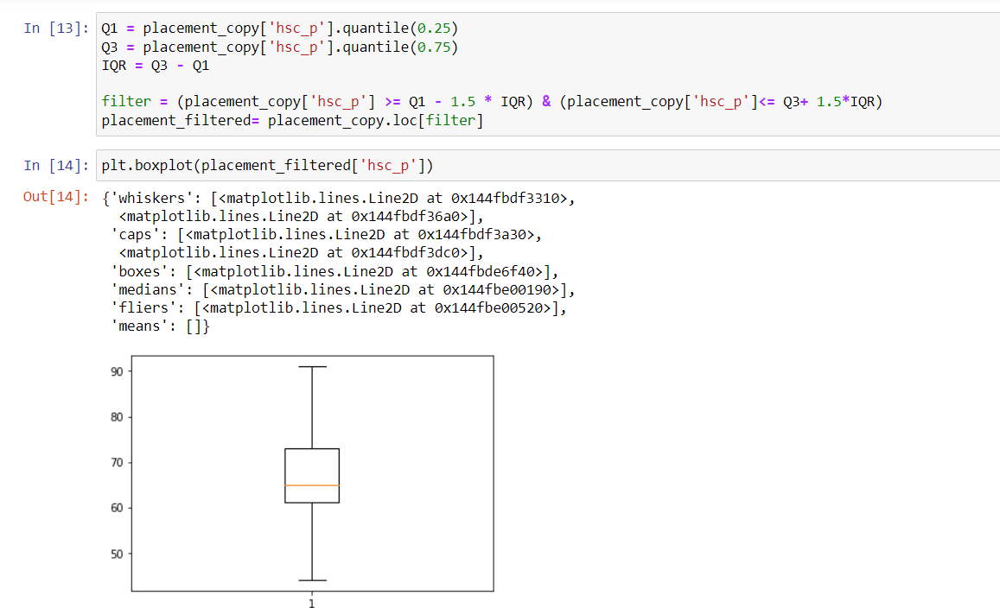 In [13]: Q1 = placement_copy['hsc_p'].quantile(0.25)
Q3 = placement_copy['hsc_p'].quantile(0.75)
IQR = Q3 - Q1
filter = (placement_copy['hsc_p'] >= Q1 - 1.5 * IQR) & (placement_copy['hsc_p']<= Q3+ 1.5*IQR)
placement_filtered= placement_copy.loc[filter]
In [14]: plt.boxplot(placement_filtered['hsc_p'])
Out[14]: {'whiskers': [<matplotlib.lines.Line2D at 0x144fbdf3310>,
<matplotlib.lines.Line2D at 0x144fbdf36a0>],
'caps': [<matplotlib.lines.Line2D at 0x144fbdf3a30>,
<matplotlib.lines.Line2D at 0x144fbdf3dc0>],
'boxes': [<matplotlib.lines.Line2D at 0x144fbde6f40>],
'medians': [<matplotlib.lines.Line2D at 0x144fbe00190>],
'fliers': [<matplotlib.lines.Line2D at 0x144fbe00520>],
'means': []}
90
80
70
60
50
1